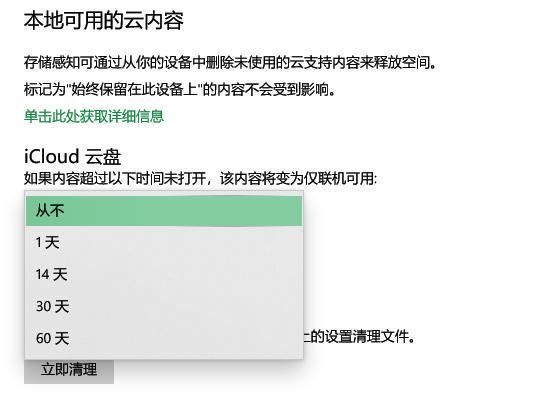 本地可用的云内容
存储感知可通过从你的设备中删除未使用的云支持内容来释放空间。
标记为"始终保留在此设备上"的内容不会受到影响。
单击此处获取详细信息
iCloud 云盘
如果内容超过以下时间未打开，该内容将变为仅联机可用:
从不
1 天
14 天
30 天
60 天
的设置清理文件。
立即清理